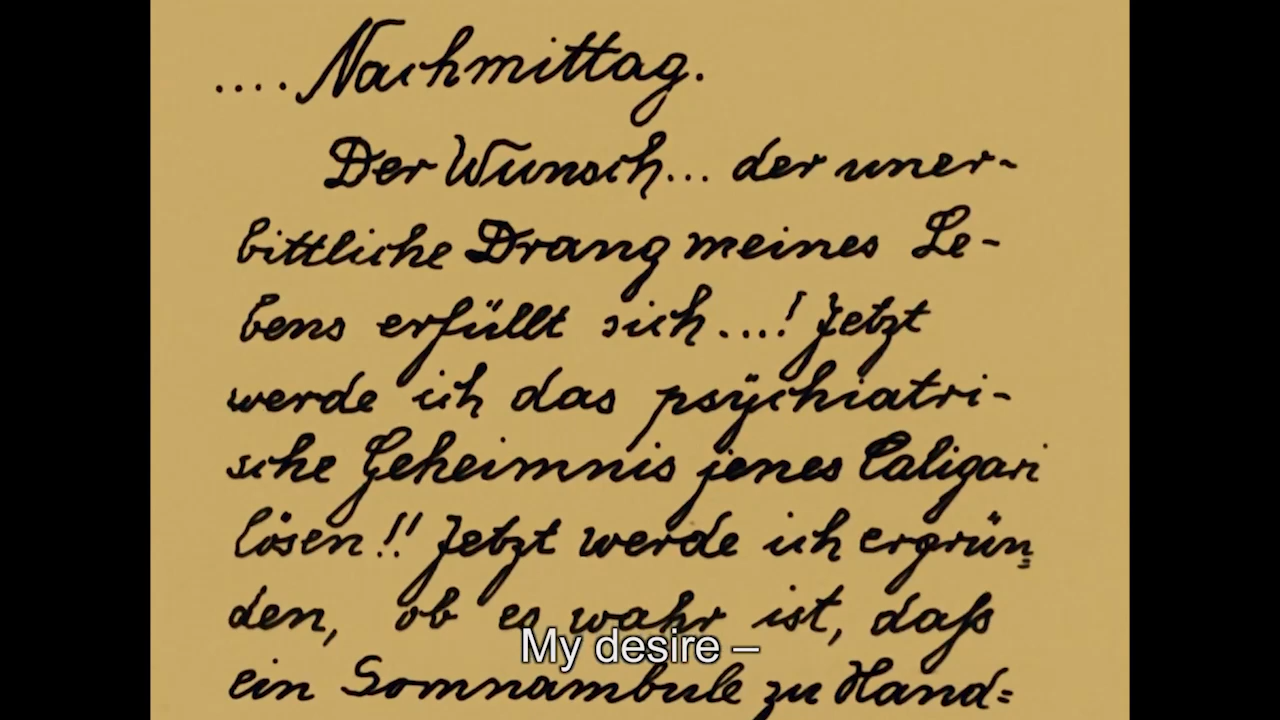 .... Nachmittag.
Der Wunsch... der uner-
bittliche Drang meines Le-
bens erfüllt sich...! Jetzt
werde ich das psÿchiatri-
sche Geheimnis jenes Caligari
lösen!! Jetzt werde ich ergrün=
den, ob es wahr ist, daß
My desire –
ein Somnambule zu Hand=